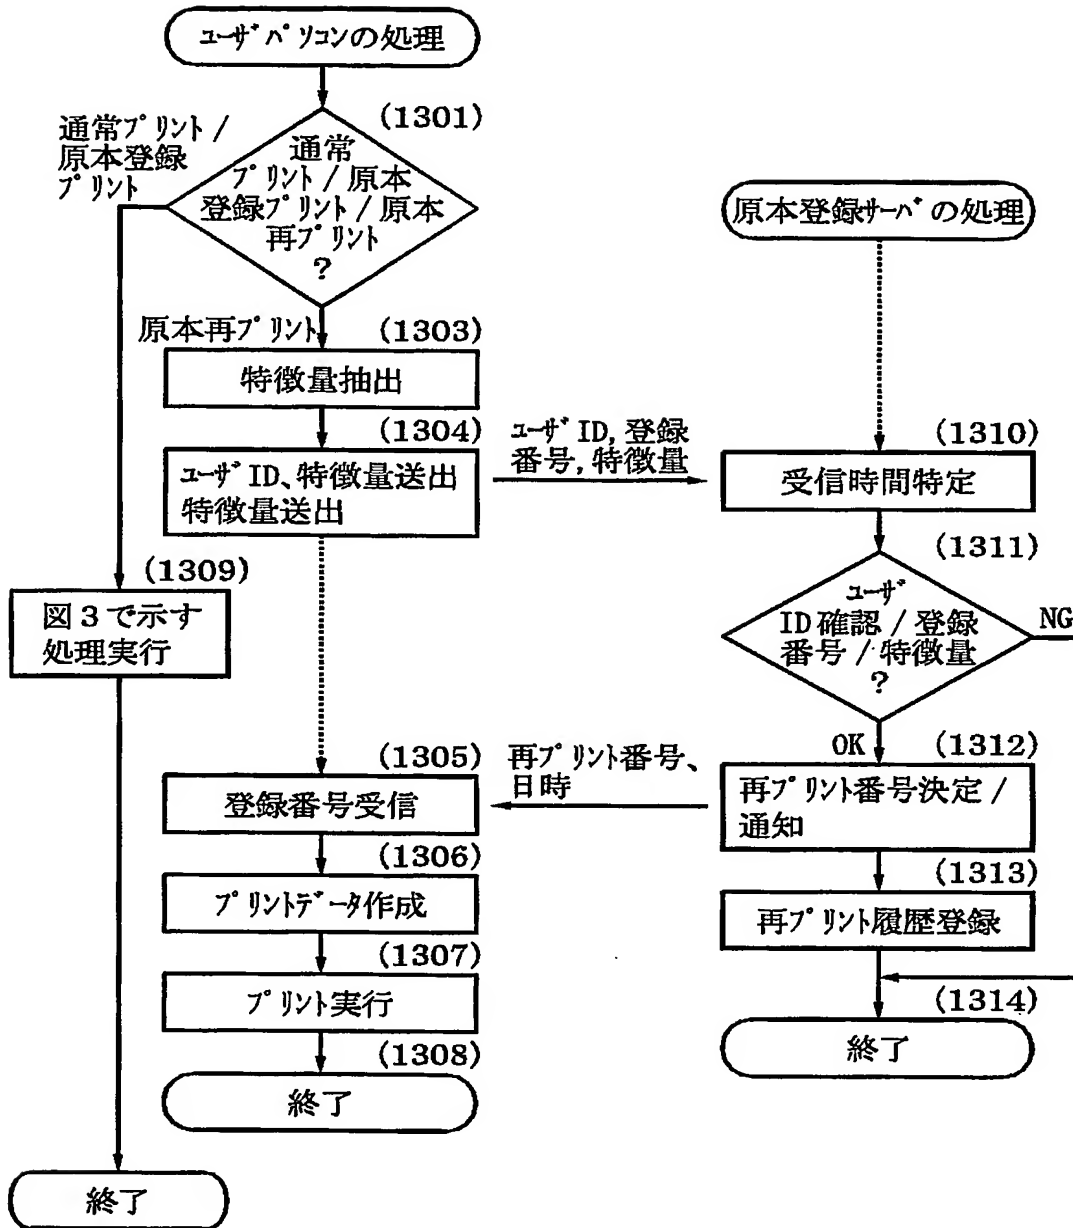 ユーザパソコンの処理
(1301)
通常プリント /
原本登録
プリント
通常
プリント / 原本
登録プリント / 原本
再プリント
?
原本再プリント
(1303)
特徴量抽出
(1304)
ユーザID、特徴量送出
特徴量送出
ユーザID, 登録
番号, 特徴量
(1309)
図3で示す
処理実行
(1305)
登録番号受信
(1306)
プリントデータ作成
(1307)
プリント実行
(1308)
終了
終了
原本登録サーバの処理
(1310)
受信時間特定
(1311)
ユーザ
ID確認 / 登録
番号 / 特徴量
?
NG
OK
(1312)
再プリント番号、
日時
再プリント番号決定 /
通知
(1313)
再プリント履歴登録
(1314)
終了